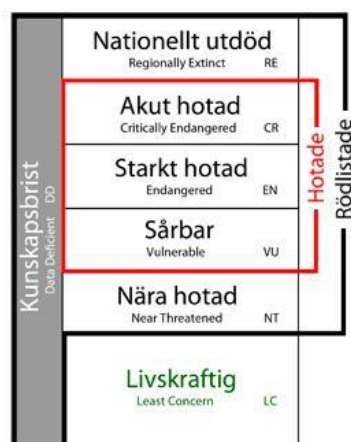 Nationellt utdöd
Regionally Extinct RE
Akut hotad
Critically Endangered CR
Starkt hotad
Endangered EN
Sårbar
Vulnerable VU
Nära hotad
Near Threatened NT
Livskraftig
Least Concern LC
Kunskapsbrist
Data Deficient DD
Hotade
Rödlistade